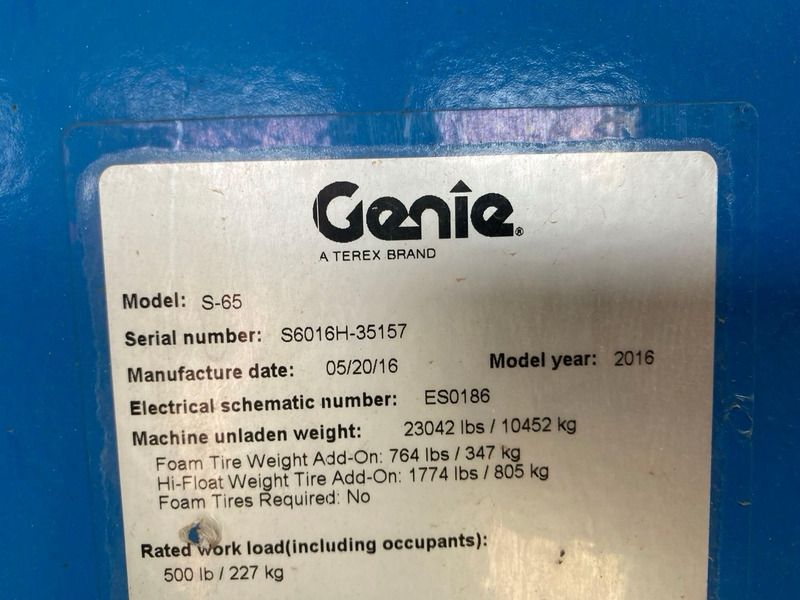 Genie®
A TEREX BRAND
Model: S-65
Serial number: S6016H-35157
Manufacture date: 05/20/16 Model year: 2016
Electrical schematic number: ES0186
Machine unladen weight: 23042 lbs / 10452 kg
Foam Tire Weight Add-On: 764 lbs / 347 kg
Hi-Float Weight Tire Add-On: 1774 lbs / 805 kg
Foam Tires Required: No
Rated work load(including occupants):
500 lb / 227 kg